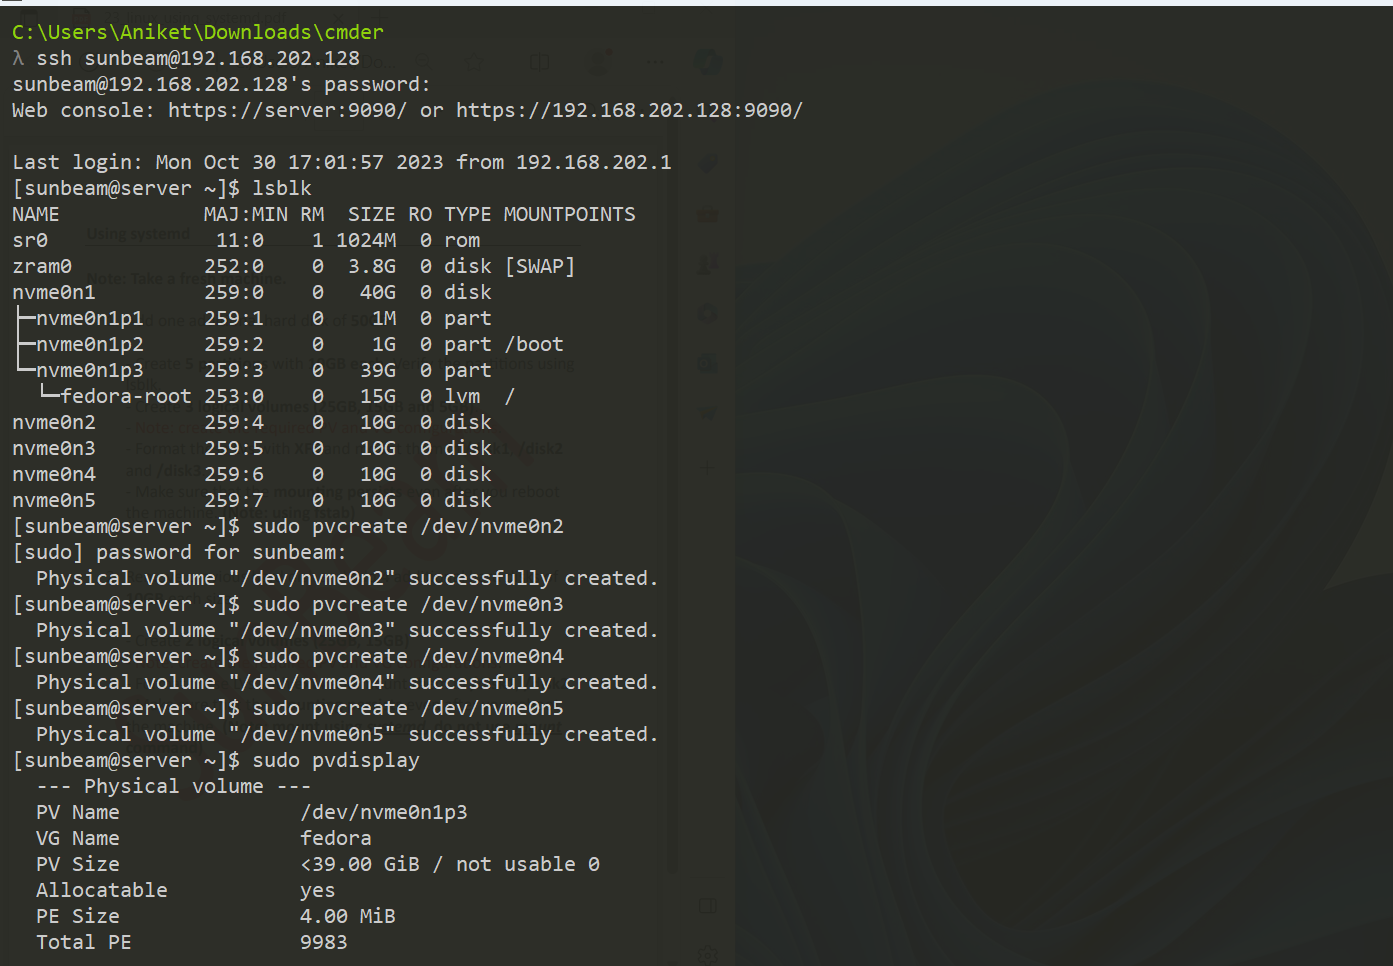 C:\Users\Aniket\Downloads\cmder
λ ssh sunbeam@192.168.202.128
sunbeam@192.168.202.128's password:
Web console: https://server:9090/ or https://192.168.202.128:9090/

Last login: Mon Oct 30 17:01:57 2023 from 192.168.202.1
[sunbeam@server ~]$ lsblk
NAME            MAJ:MIN RM  SIZE RO TYPE MOUNTPOINTS
sr0              11:0    1 1024M  0 rom
zram0           252:0    0  3.8G  0 disk [SWAP]
nvme0n1         259:0    0   40G  0 disk
├─nvme0n1p1     259:1    0    1M  0 part
├─nvme0n1p2     259:2    0    1G  0 part /boot
└─nvme0n1p3     259:3    0   39G  0 part
  └─fedora-root 253:0    0   15G  0 lvm  /
nvme0n2         259:4    0   10G  0 disk
nvme0n3         259:5    0   10G  0 disk
nvme0n4         259:6    0   10G  0 disk
nvme0n5         259:7    0   10G  0 disk
[sunbeam@server ~]$ sudo pvcreate /dev/nvme0n2
[sudo] password for sunbeam:
  Physical volume "/dev/nvme0n2" successfully created.
[sunbeam@server ~]$ sudo pvcreate /dev/nvme0n3
  Physical volume "/dev/nvme0n3" successfully created.
[sunbeam@server ~]$ sudo pvcreate /dev/nvme0n4
  Physical volume "/dev/nvme0n4" successfully created.
[sunbeam@server ~]$ sudo pvcreate /dev/nvme0n5
  Physical volume "/dev/nvme0n5" successfully created.
[sunbeam@server ~]$ sudo pvdisplay
  --- Physical volume ---
  PV Name               /dev/nvme0n1p3
  VG Name               fedora
  PV Size               <39.00 GiB / not usable 0
  Allocatable           yes
  PE Size               4.00 MiB
  Total PE              9983
Using systemd